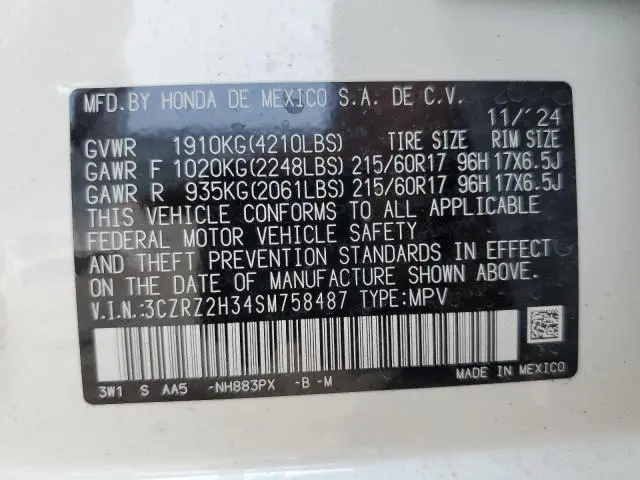 MFD.BY HONDA DE MEXICO S.A. DE C.V.
11/'24
GVWR 1910KG(4210LBS) TIRE SIZE RIM SIZE
GAWR F 1020KG(2248LBS) 215/60R17 96H 17X6.5J
GAWR R 935KG(2061LBS) 215/60R17 96H 17X6.5J
THIS VEHICLE CONFORMS TO ALL APPLICABLE
FEDERAL MOTOR VEHICLE SAFETY
AND THEFT PREVENTION STANDARDS IN EFFECT
ON THE DATE OF MANUFACTURE SHOWN ABOVE.
V.I.N.:3CZRZ2H34SM758487 TYPE:MPV
3W1 S AA5 -NH883PX -B -M
MADE IN MEXICO